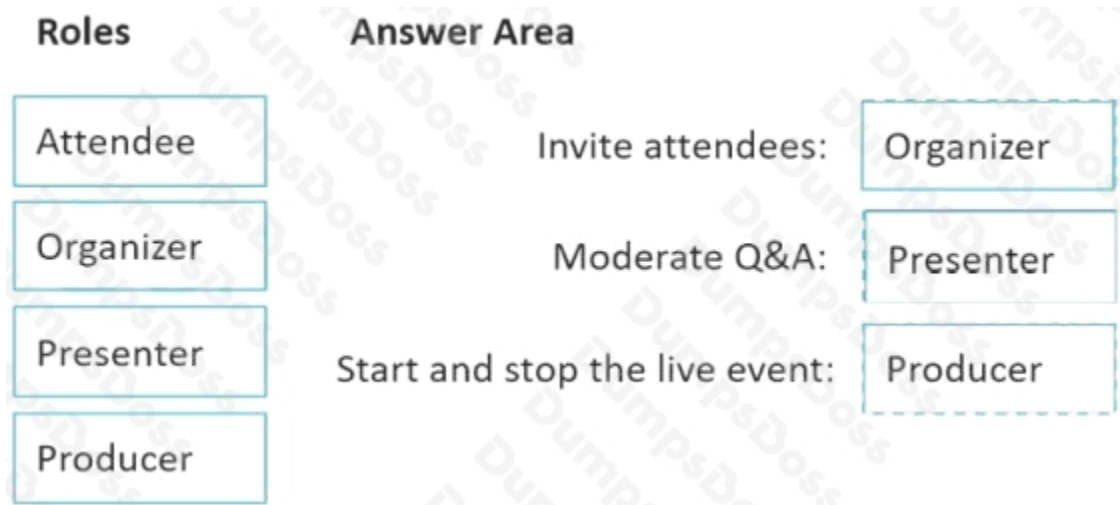 Roles Answer Area
Attendee
Invite attendees: Organizer
Organizer
Moderate Q&A: Presenter
Presenter
Start and stop the live event: Producer
Producer
DumpsDoss